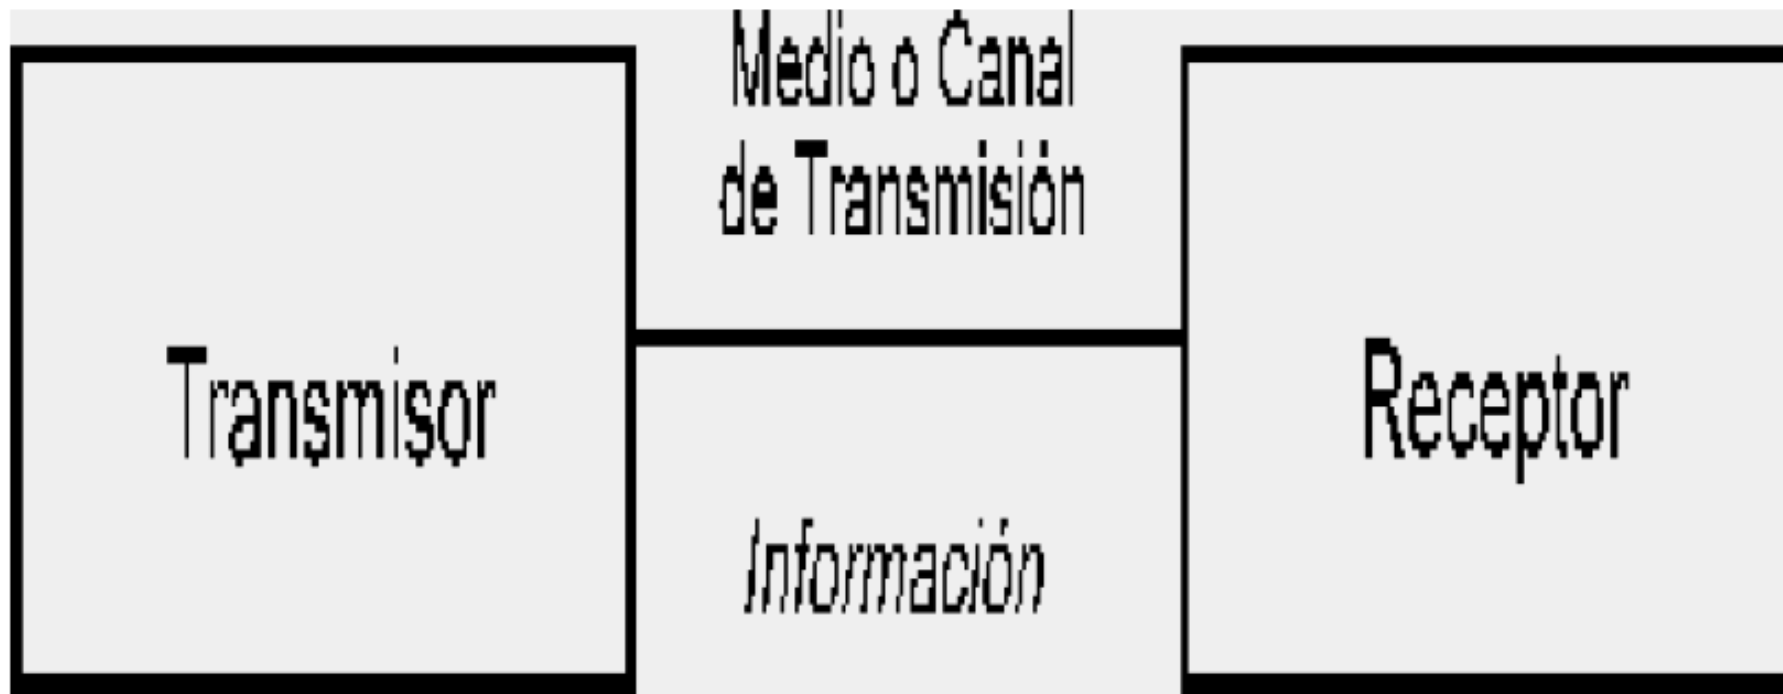 Medio o Canal
de Transmisión
Transmisor
Receptor
Información